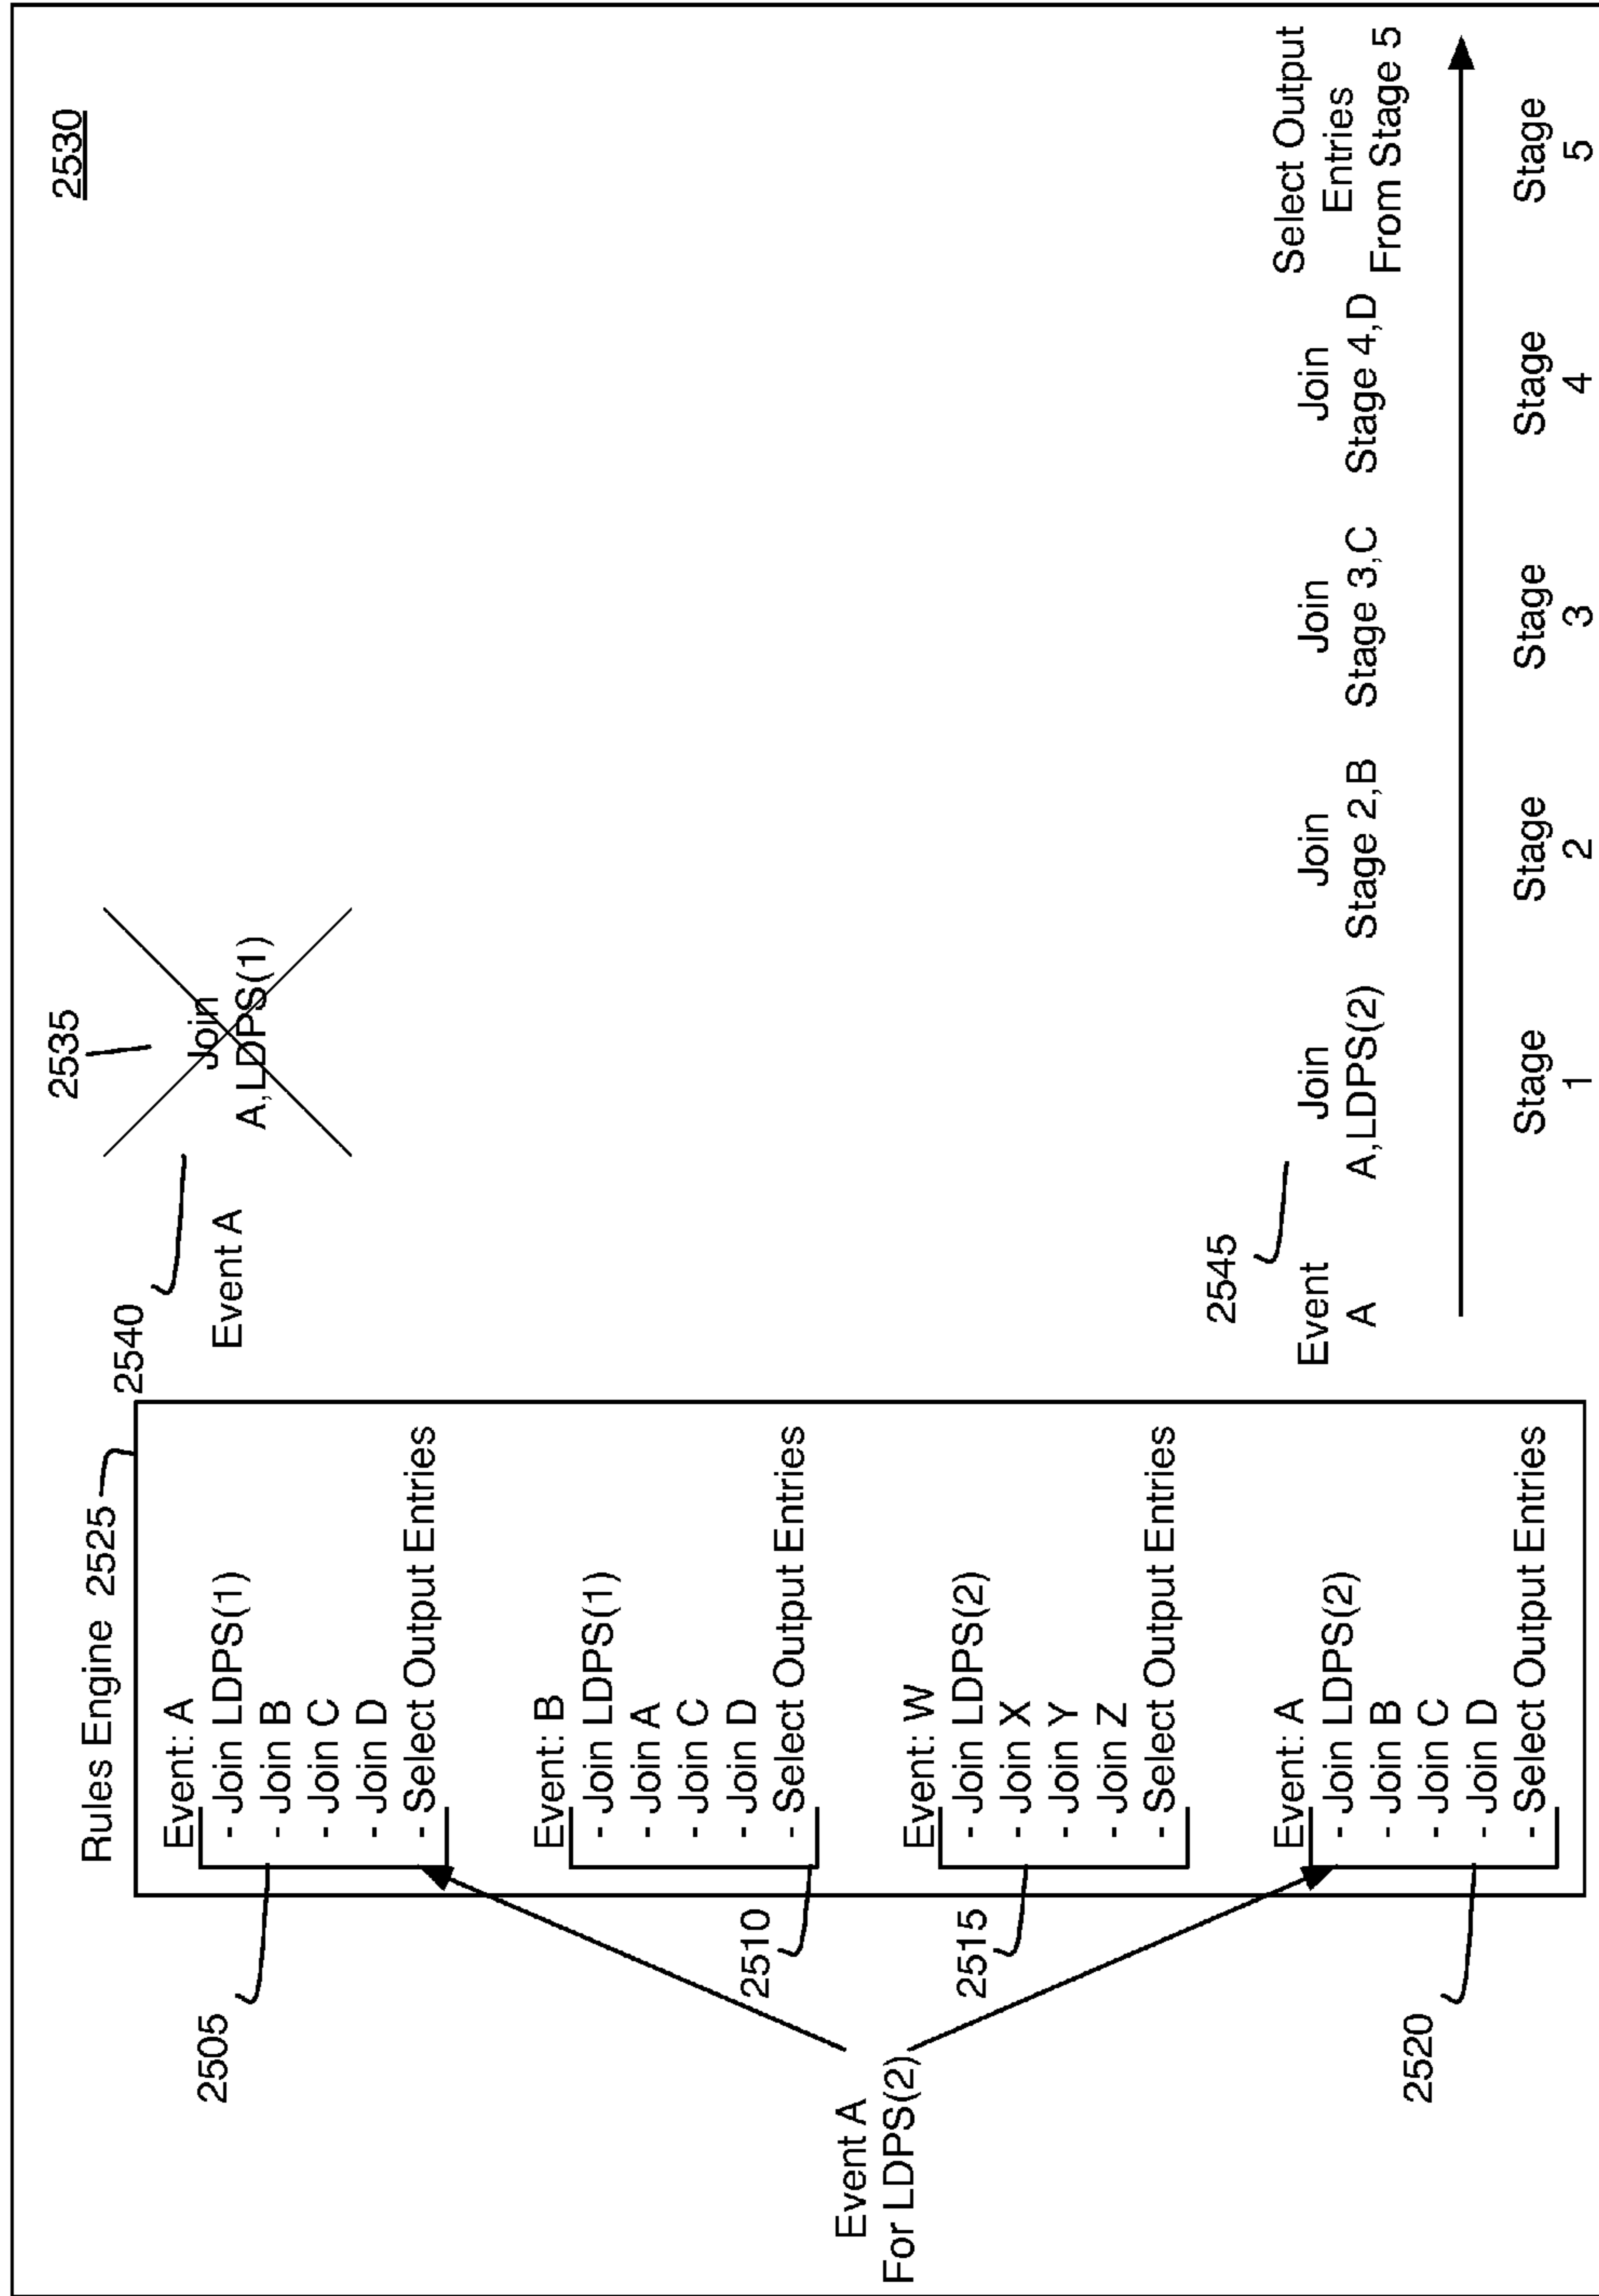 2530
Rules Engine 2525
Event: A
- Join LDPS(1)
- Join B
- Join C
- Join D
- Select Output Entries
Event: B
- Join LDPS(1)
- Join A
- Join C
- Join D
- Select Output Entries
Event: W
- Join LDPS(2)
- Join X
- Join Y
- Join Z
- Select Output Entries
Event: A
- Join LDPS(2)
- Join B
- Join C
- Join D
- Select Output Entries
2505
2510
2515
2520
Event A
For LDPS(2)
2540
2535
Event A
Join
A,LDPS(1)
2545
Event
A
Join
A,LDPS(2)
Join
Stage 2,B
Join
Stage 3,C
Join
Stage 4,D
Select Output
Entries
From Stage 5
Stage
1
Stage
2
Stage
3
Stage
4
Stage
5